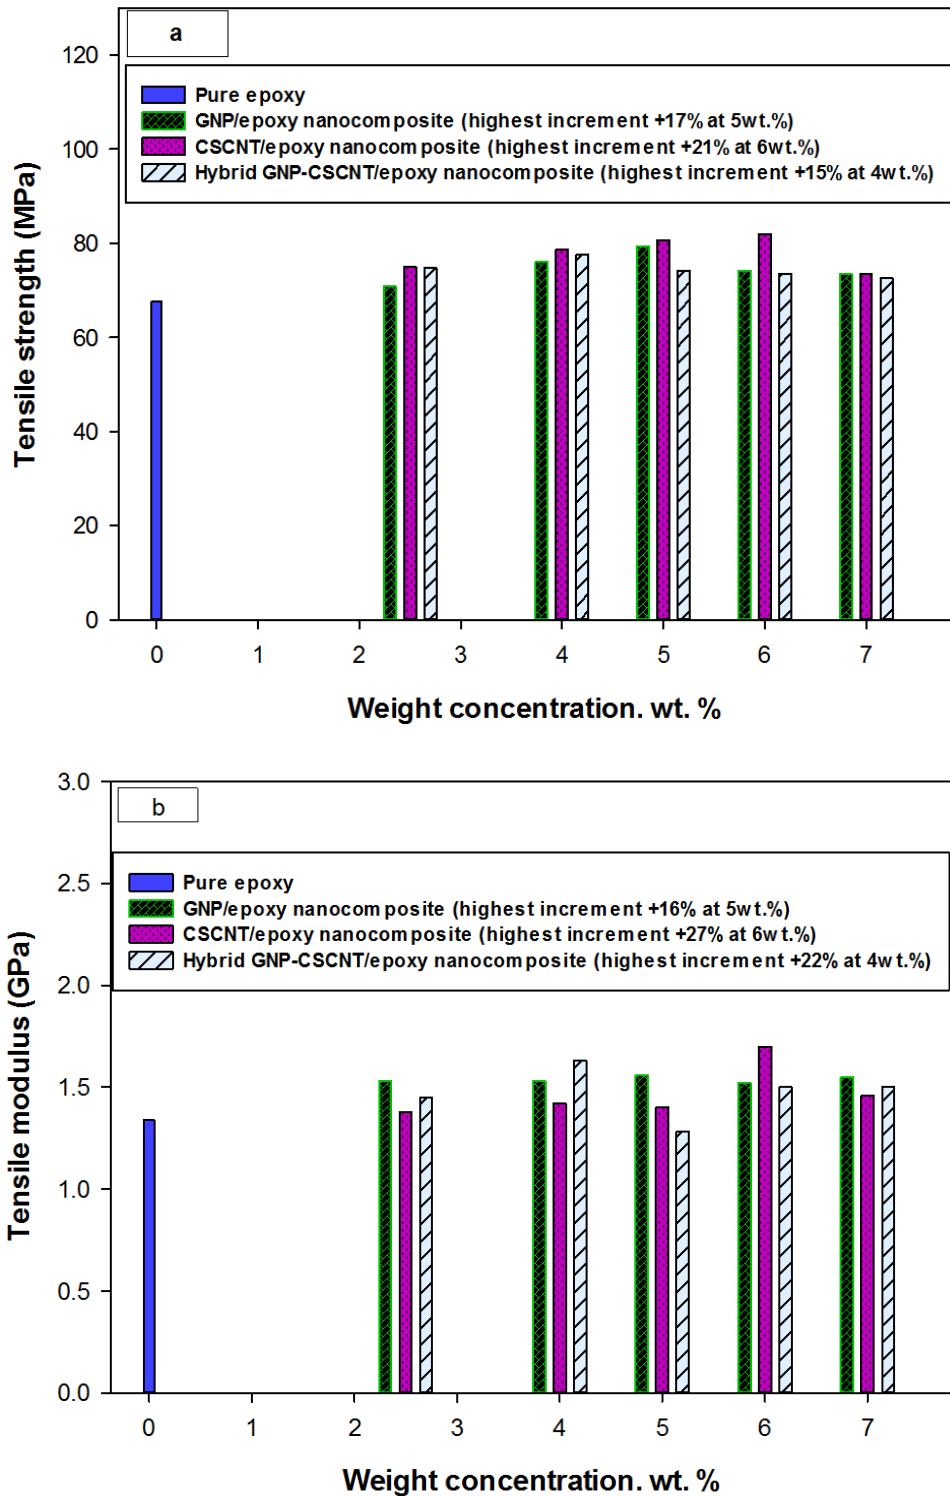 a
120
100
80
60
40
20
0
Tensile strength (MPa)
Pure epoxy
GNP/epoxy nanocomposite (highest increment +17% at 5wt.%)
CSCNT/epoxy nanocomposite (highest increment +21% at 6wt.%)
Hybrid GNP-CSCNT/epoxy nanocomposite (highest increment +15% at 4wt.%)
0 1 2 3 4 5 6 7
Weight concentration. wt. %
b
3.0
2.5
2.0
1.5
1.0
0.5
0.0
Tensile modulus (GPa)
Pure epoxy
GNP/epoxy nanocomposite (highest increment +16% at 5wt.%)
CSCNT/epoxy nanocomposite (highest increment +27% at 6wt.%)
Hybrid GNP-CSCNT/epoxy nanocomposite (highest increment +22% at 4wt.%)
0 1 2 3 4 5 6 7
Weight concentration. wt. %